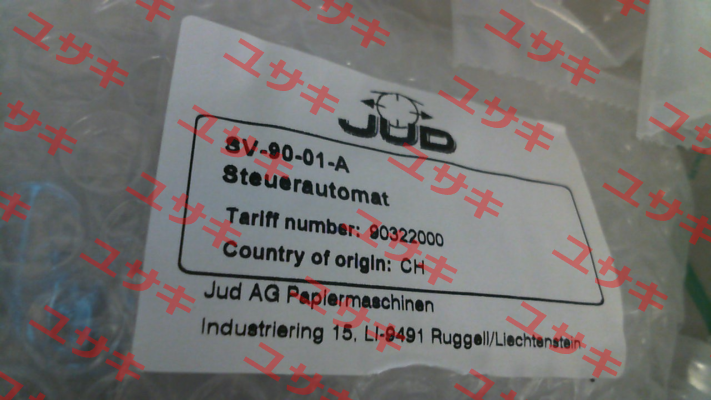 JUD
SV-90-01-A
Steuerautomat
Tariff number: 90322000
Country of origin: CH
Jud AG Papiermaschinen
Industriering 15, LI-9491 Ruggell/Liechtenstein
ユサキ